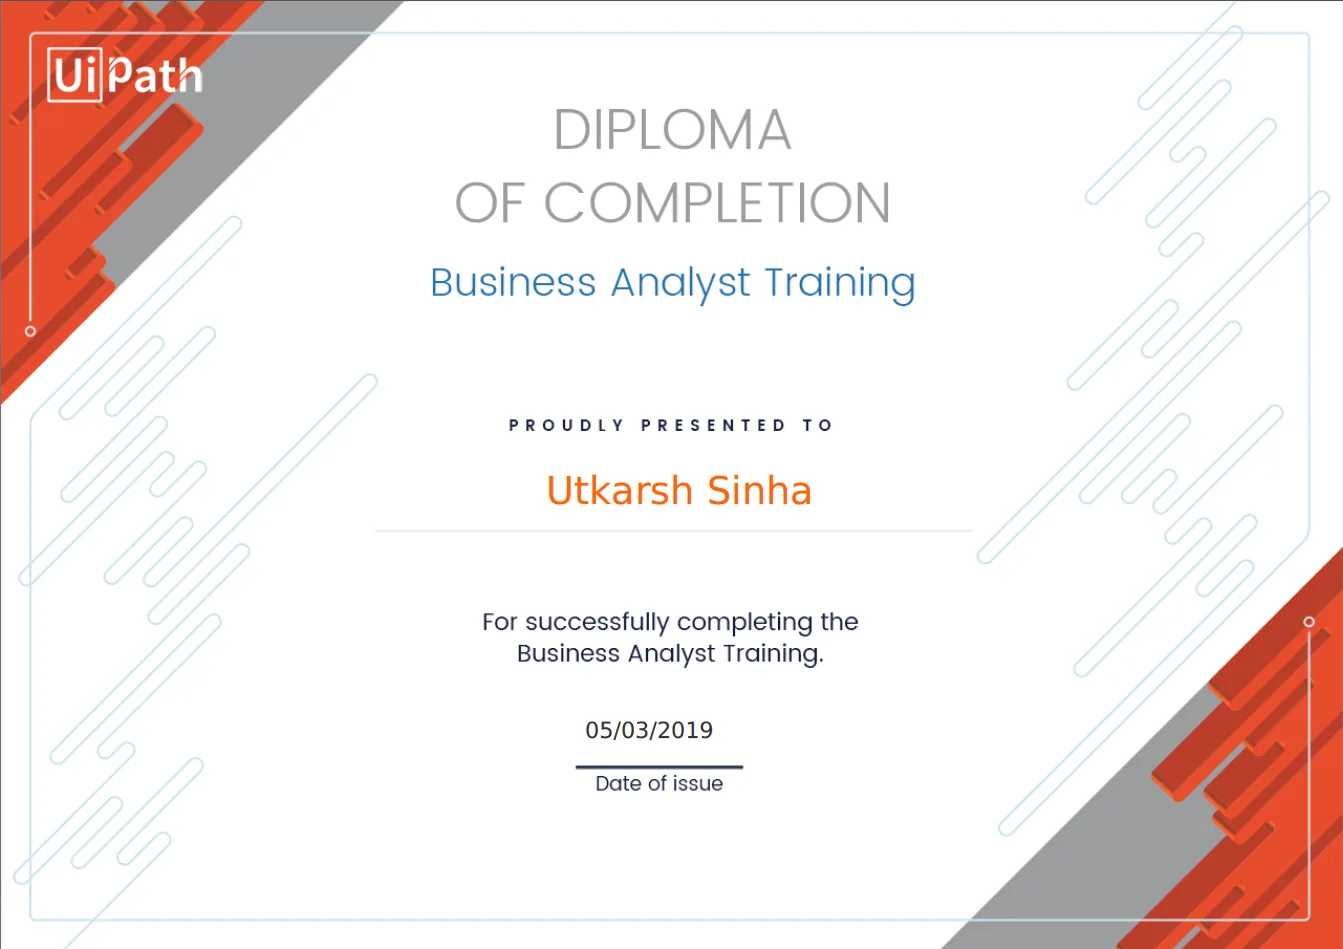 UiPath
DIPLOMA
OF COMPLETION
Business Analyst Training
PROUDLY PRESENTED TO
Utkarsh Sinha
For successfully completing the
Business Analyst Training.
05/03/2019
Date of issue